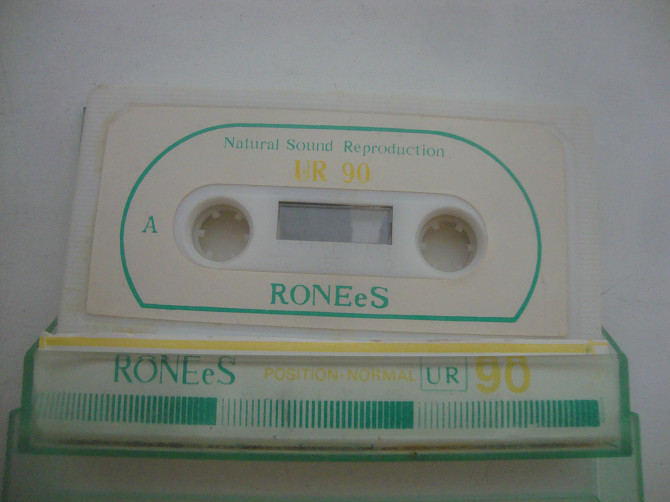 Natural Sound Reproduction
UR 90
A
RONEeS
RONEeS POSITION·NORMAL UR 90